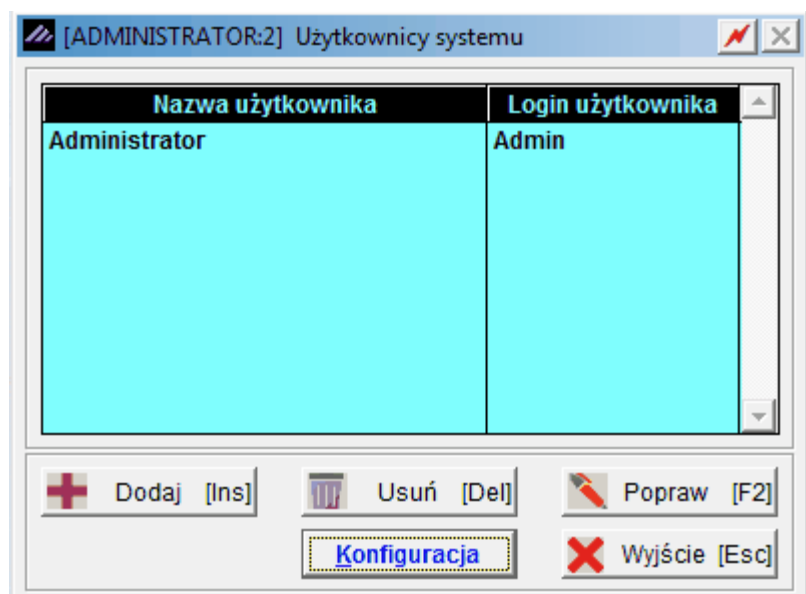 [ADMINISTRATOR:2] Użytkownicy systemu
Nazwa użytkownika Login użytkownika
Administrator Admin
Dodaj [Ins] Usuń [Del] Popraw [F2]
Konfiguracja Wyjście [Esc]